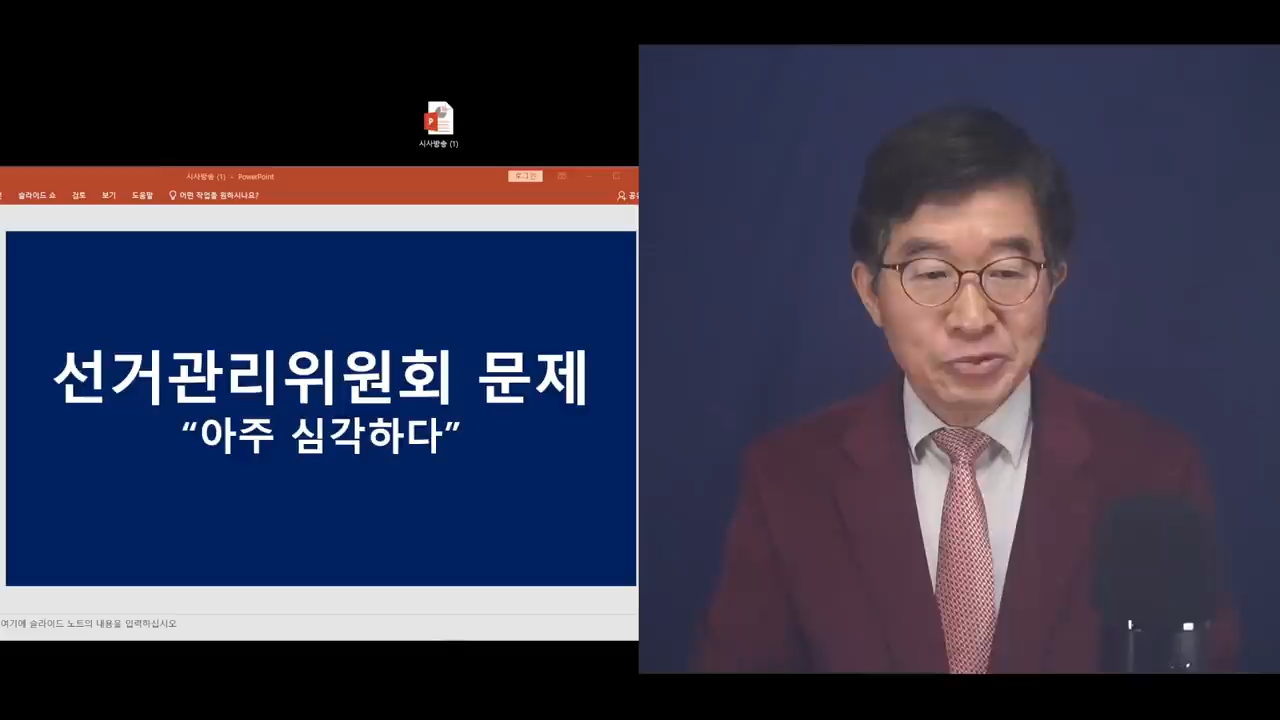 시사방송 (1)
시사방송 (1) - PowerPoint
로그인
슬라이드 쇼 검토 보기 도움말 어떤 작업을 원하시나요?
선거관리위원회 문제
“아주 심각하다”
여기에 슬라이드 노트의 내용을 입력하십시오